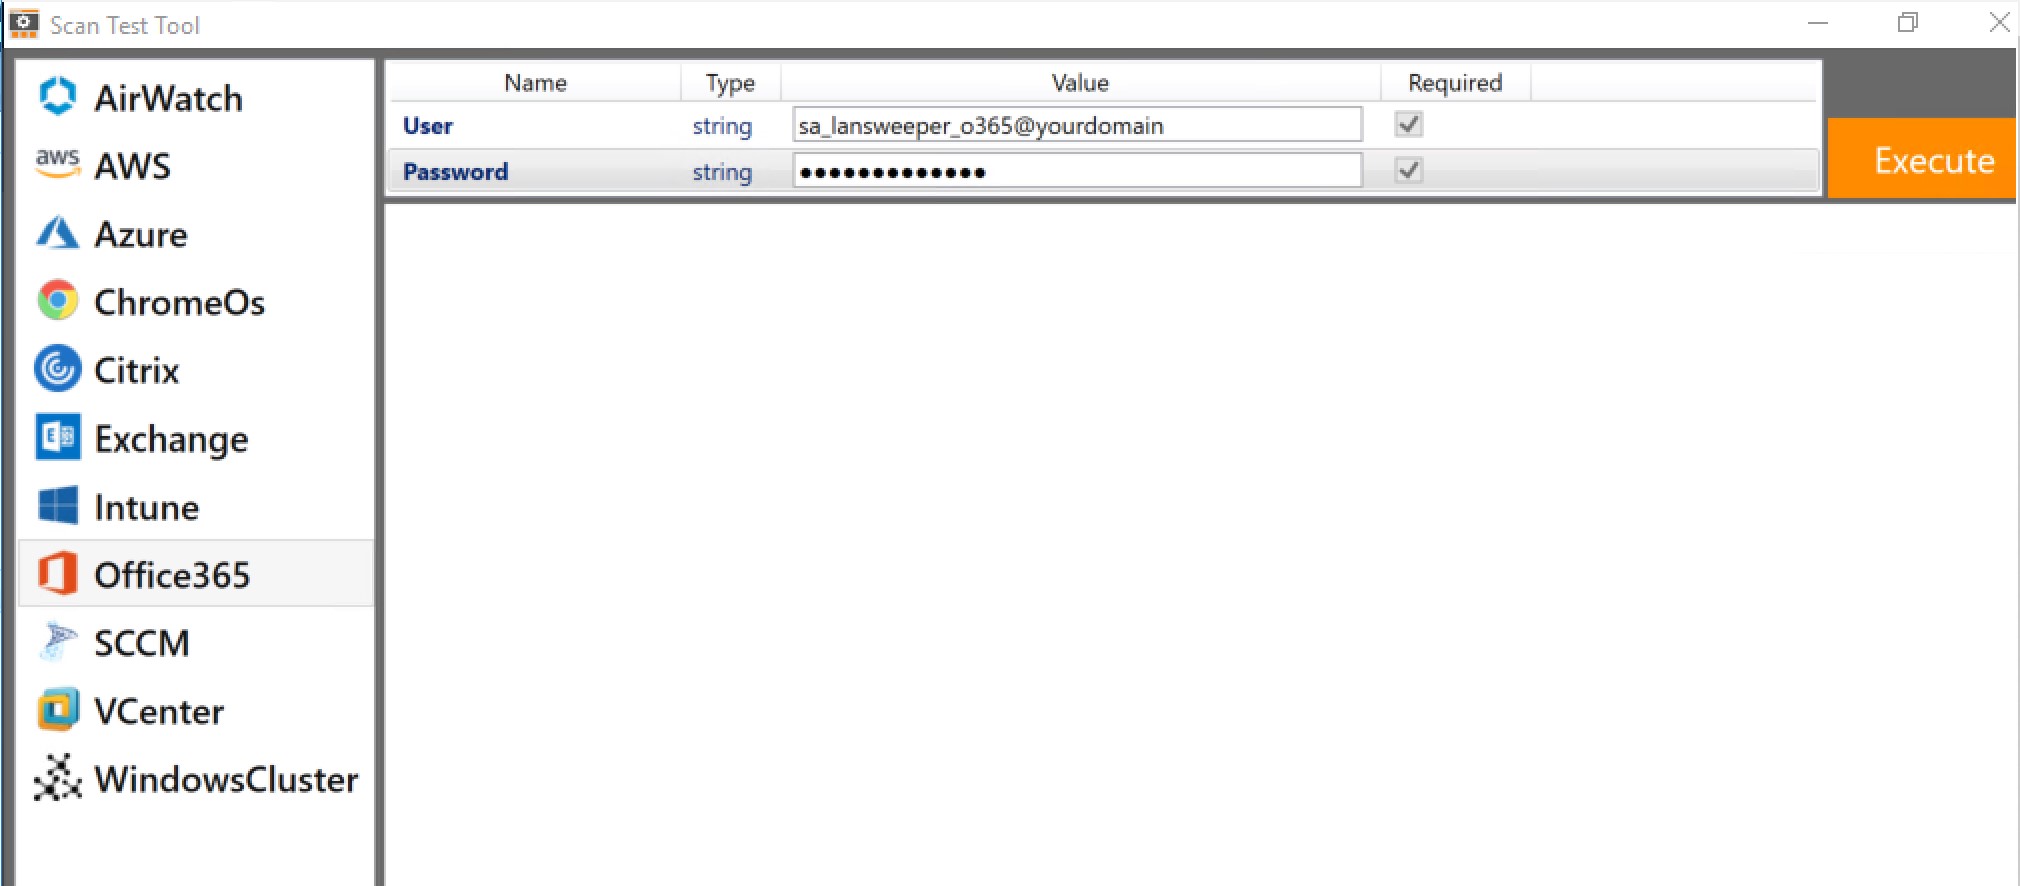 Scan Test Tool
AirWatch
aws AWS
Azure
ChromeOs
Citrix
E Exchange
Intune
Office365
SCCM
VCenter
WindowsCluster
Name Type Value Required
User string sa_lansweeper_o365@yourdomain
Password string •••••••••••••
Execute